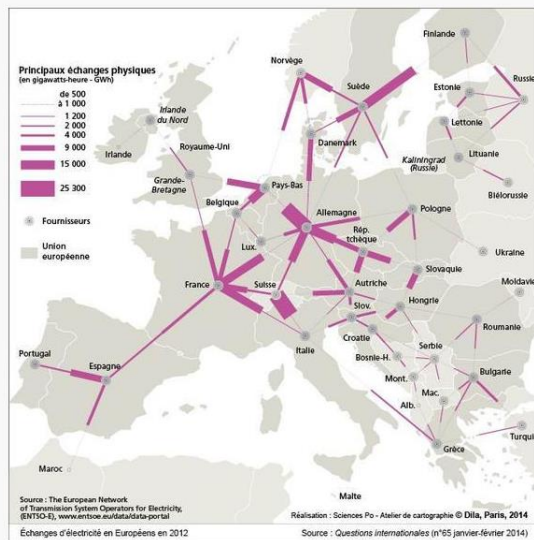 Principaux échanges physiques
(en gigawatts-heure - GWh)
de 500
à 1 000
1 200
2 000
4 000
9 000
15 000
25 300
Fournisseurs
Union
européenne
Finlande
Norvège
Suède
Russie
Estonie
Lettonie
Lituanie
Kaliningrad
(Russie)
Biélorussie
Irlande
du Nord
Irlande
Royaume-Uni
Grande-
Bretagne
Danemark
Pays-Bas
Belgique
Allemagne
Pologne
Rép.
tchèque
Lux.
Ukraine
Slovaquie
Moldavie
France
Suisse
Autriche
Slov.
Hongrie
Roumanie
Croatie
Italie
Bosnie-H.
Serbie
Mont.
Bulgarie
Mac.
Alb.
Portugal
Espagne
Turqui
Grèce
Maroc
Malte
Source : The European Network
of Transmission System Operators for Electricity,
(ENTSO-E), www.entsoe.eu/data/data-portal
Réalisation : Sciences Po - Atelier de cartographie © Dila, Paris, 2014
Échanges d'électricité en Européens en 2012
Source : Questions internationales (n°65 janvier-février 2014)